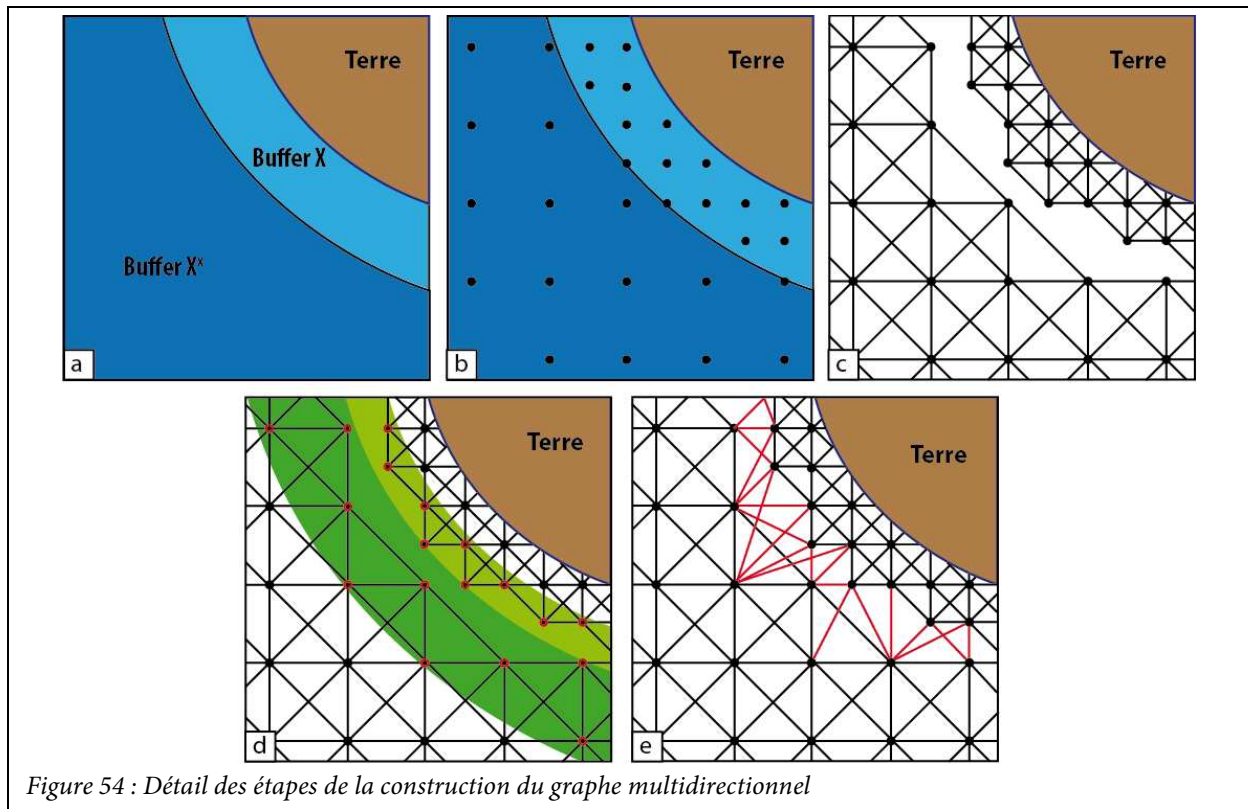 Terre
Buffer X
Buffer Xˣ
a
Terre
b
Terre
c
Terre
d
Terre
e
Figure 54 : Détail des étapes de la construction du graphe multidirectionnel